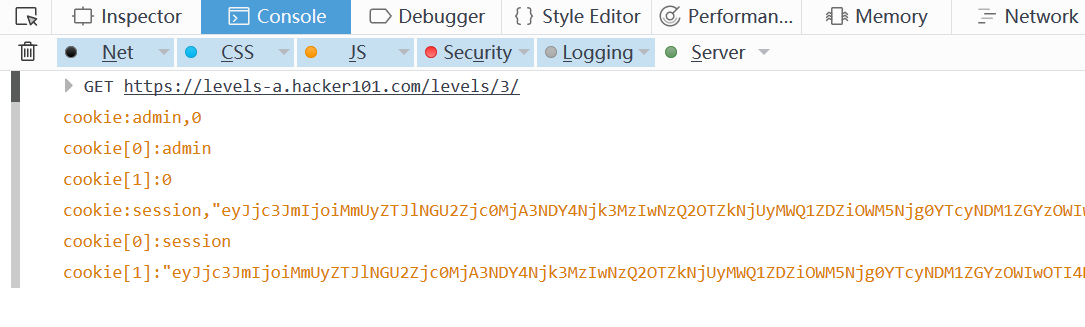 Inspector Console Debugger { } Style Editor Performan... Memory Network
Net CSS JS Security Logging Server
GET https://levels-a.hacker101.com/levels/3/
cookie:admin,0
cookie[0]:admin
cookie[1]:0
cookie:session,"eyJjc3JmIjoiMmUyZTJlNGU2Zjc0MjA3NDY4Njk3MzIwNzQ2OTZkNjUyMWQ1ZDZiOWM5Njg0YTcyNDM1ZGYzOWIw
cookie[0]:session
cookie[1]:"eyJjc3JmIjoiMmUyZTJlNGU2Zjc0MjA3NDY4Njk3MzIwNzQ2OTZkNjUyMWQ1ZDZiOWM5Njg0YTcyNDM1ZGYzOWIwOTI4